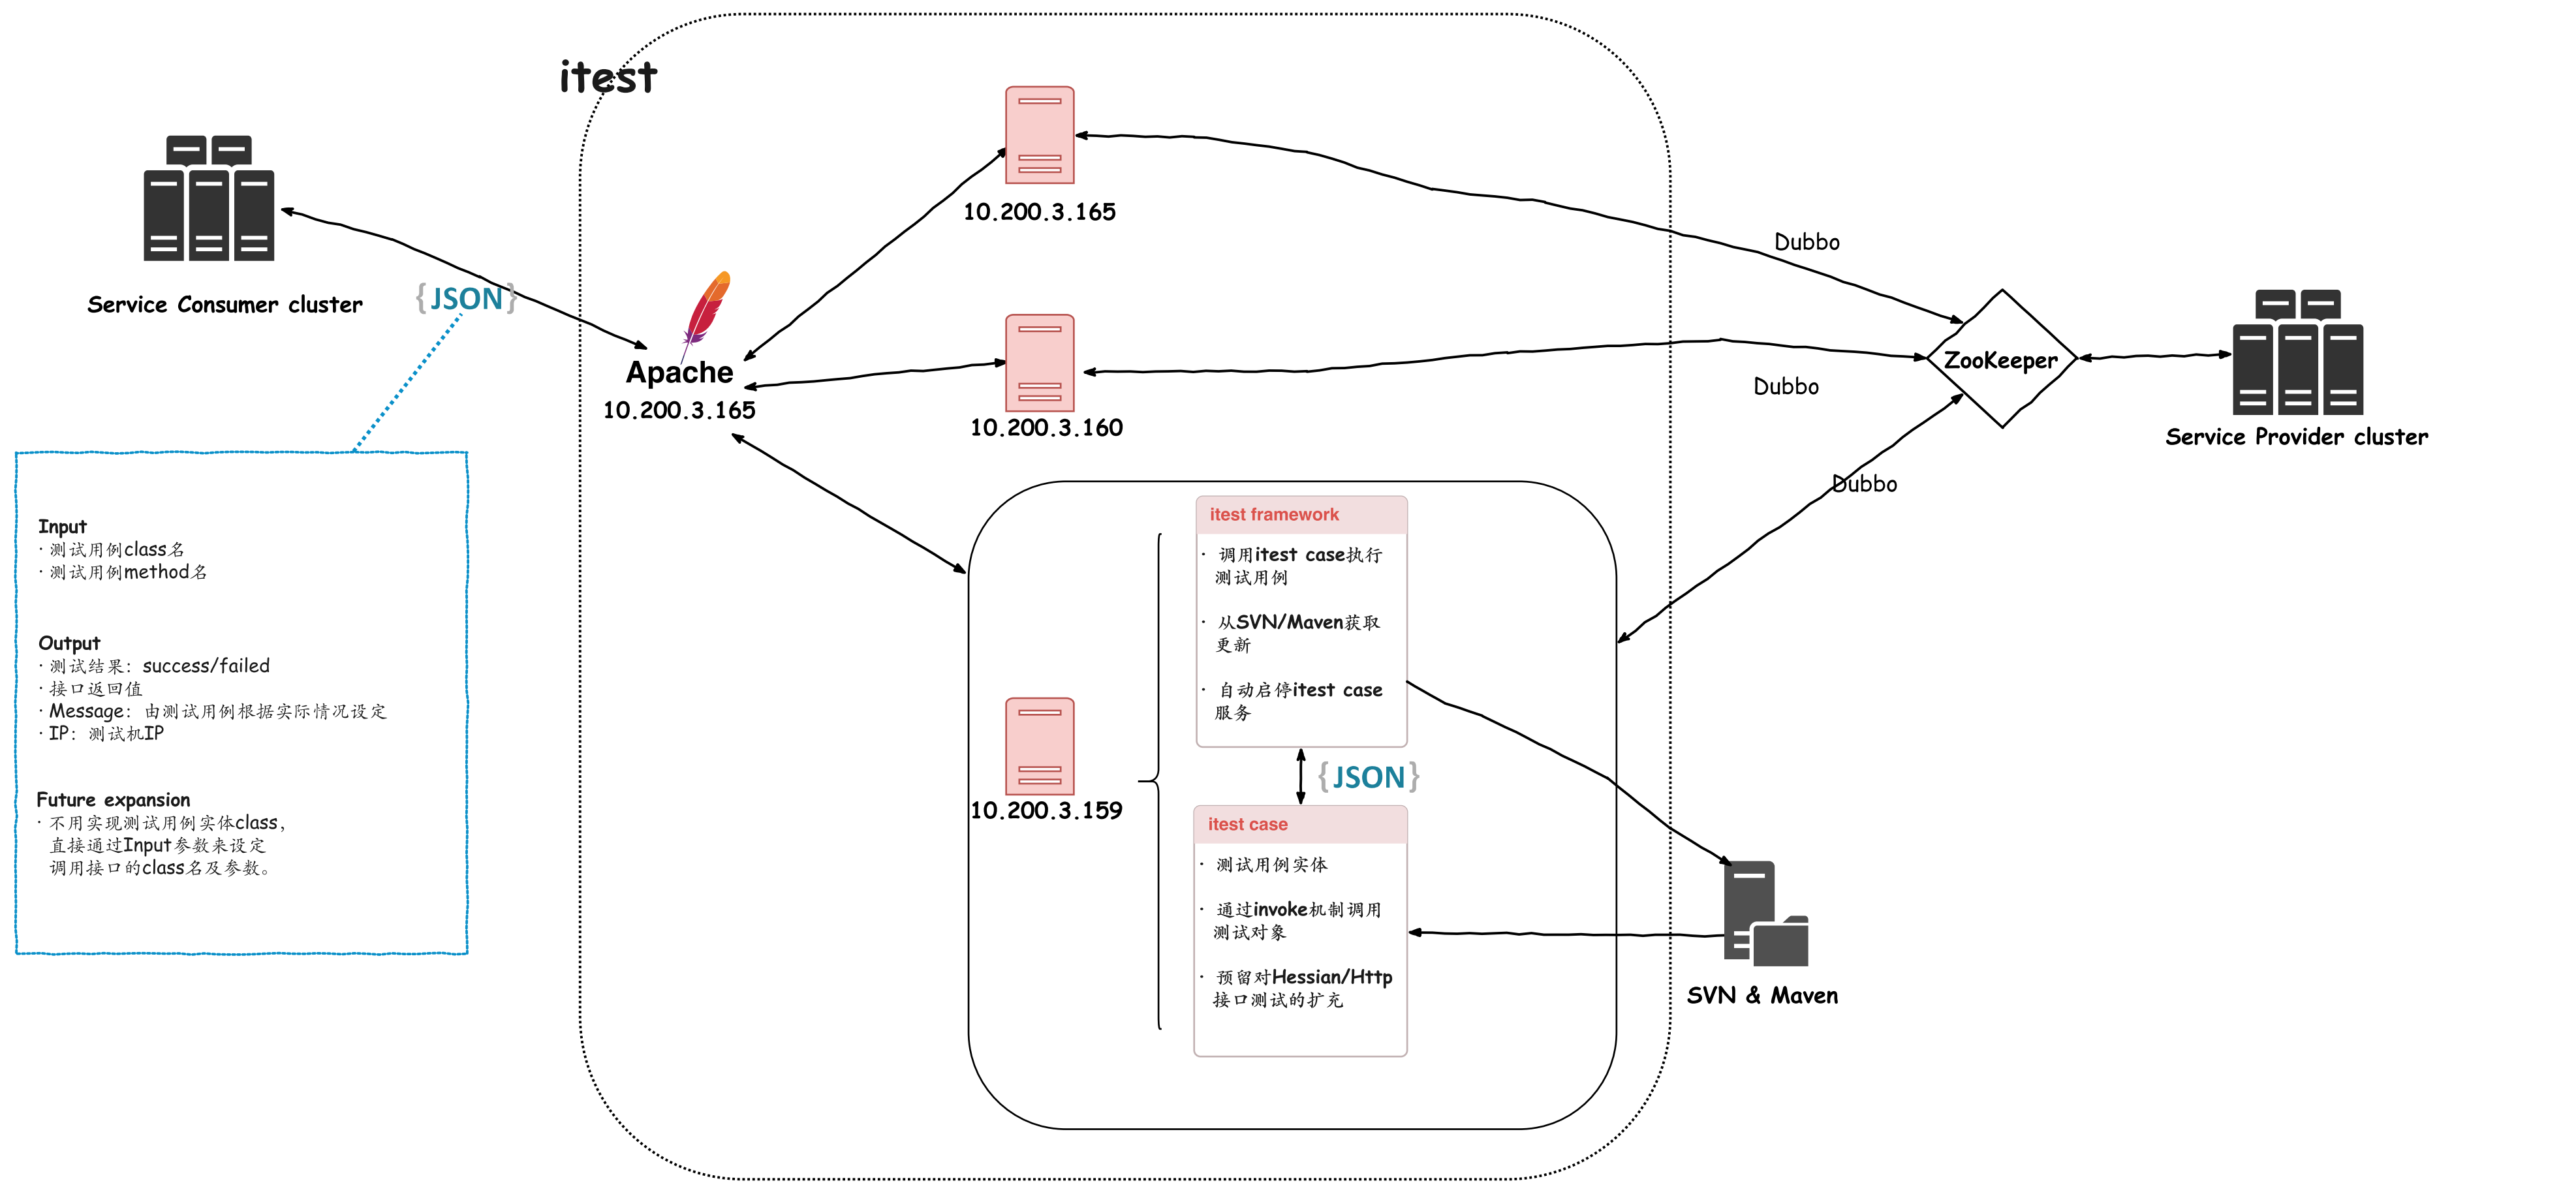 itest
10.200.3.165
Dubbo
Service Consumer cluster
{JSON}
Apache
10.200.3.165
10.200.3.160
Dubbo
ZooKeeper
Service Provider cluster
Dubbo
Input
· 测试用例class名
· 测试用例method名
Output
· 测试结果：success/failed
· 接口返回值
· Message：由测试用例根据实际情况设定
· IP：测试机IP
Future expansion
· 不用实现测试用例实体class，
直接通过Input参数来设定
调用接口的class名及参数。
10.200.3.159
itest framework
· 调用itest case执行
测试用例
· 从SVN/Maven获取
更新
· 自动启停itest case
服务
{JSON}
itest case
· 测试用例实体
· 通过invoke机制调用
测试对象
· 预留对Hessian/Http
接口测试的扩充
SVN & Maven